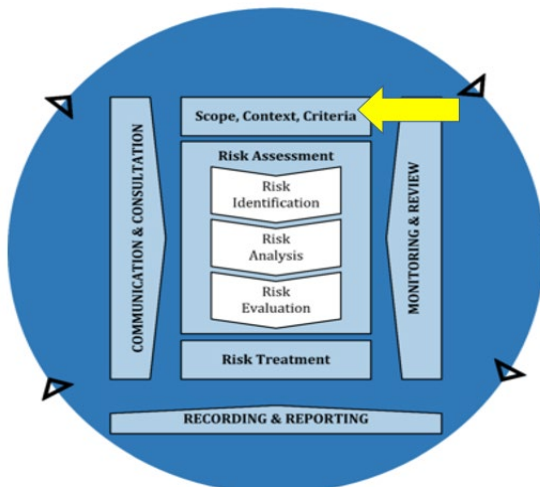 Scope, Context, Criteria
Risk Assessment
Risk
Identification
Risk
Analysis
Risk
Evaluation
Risk Treatment
COMMUNICATION & CONSULTATION
MONITORING & REVIEW
RECORDING & REPORTING